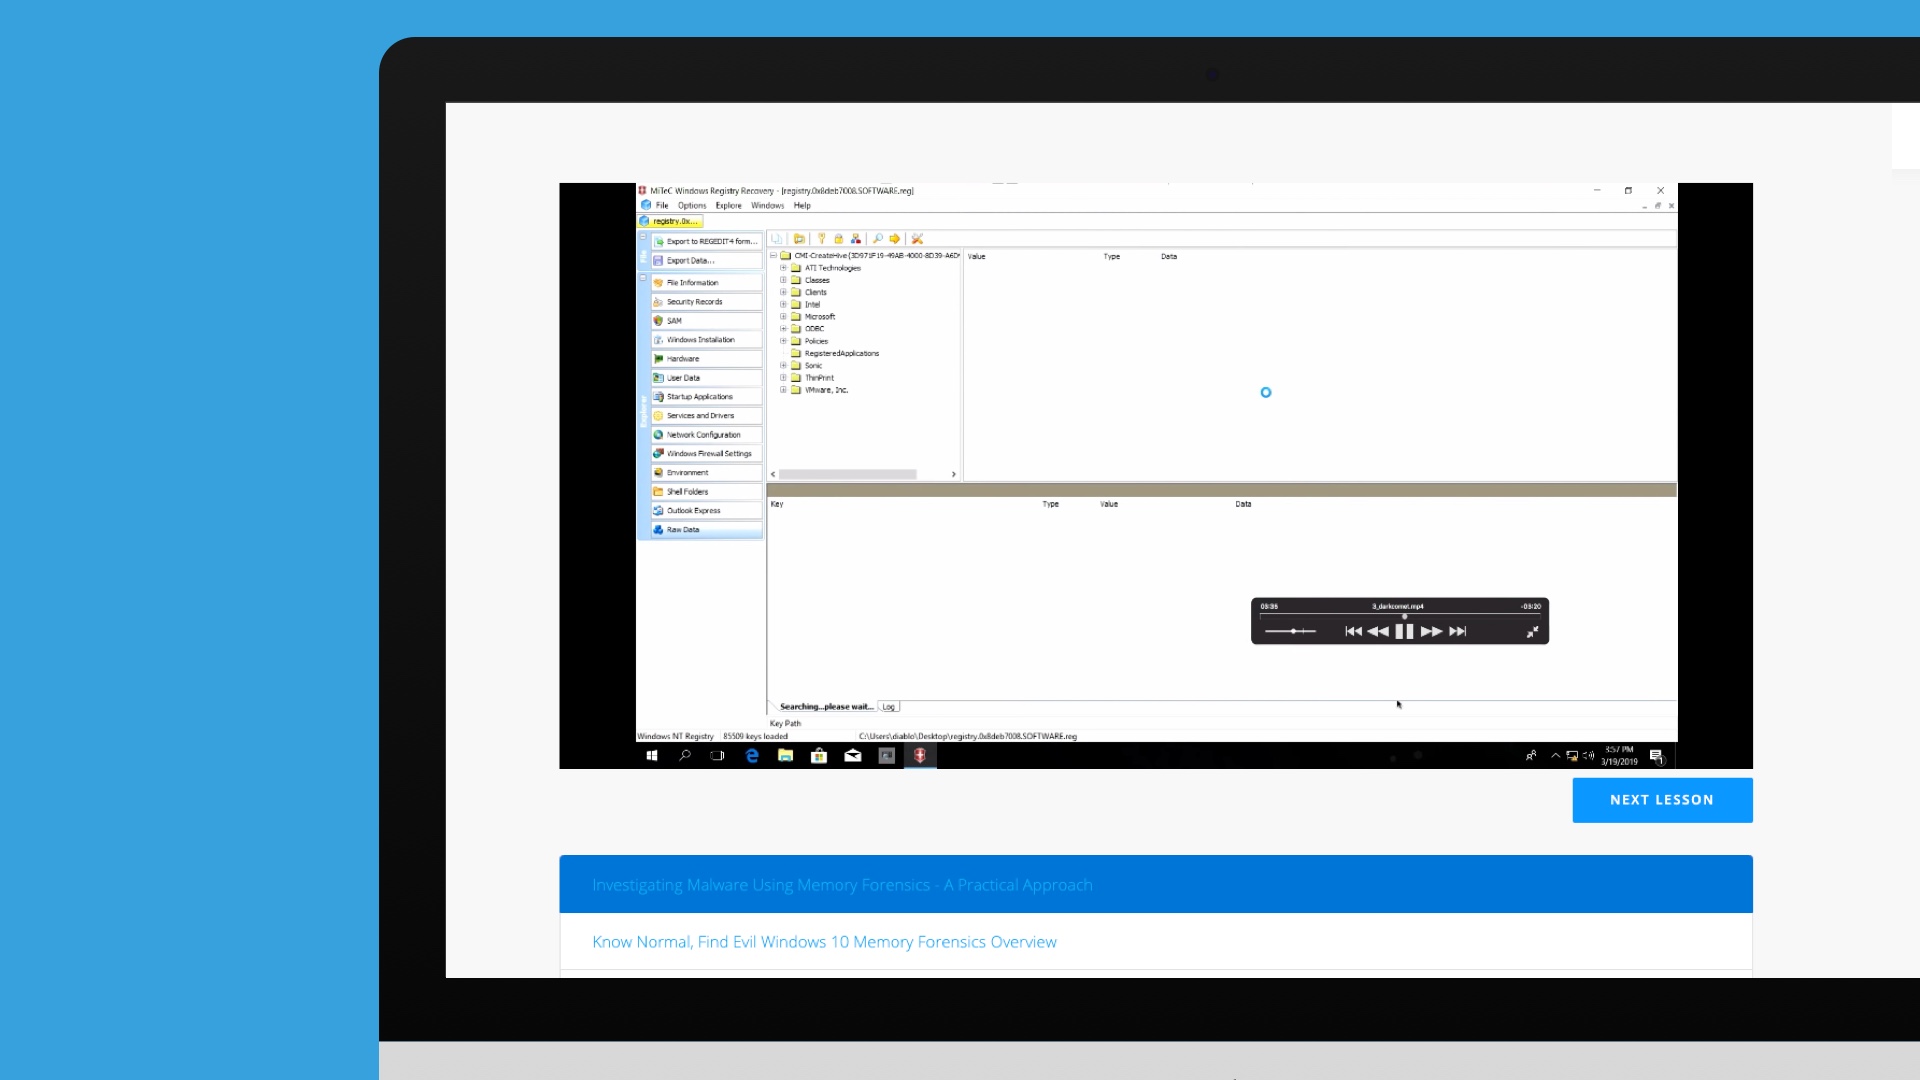 MiTeC Windows Registry Recovery - [registry.0x8deb7008.SOFTWARE.reg]
File Options Explore Windows Help
registry.0x...
Export to REGEDIT4 form...
Export Data...
File Information
Security Records
SAM
Windows Installation
Hardware
User Data
Startup Applications
Services and Drivers
Network Configuration
Windows Firewall Settings
Environment
Shell Folders
Outlook Express
Raw Data
CMI-CreateHive{3D971F19-49AB-4000-8D39-A6D
ATI Technologies
Classes
Clients
Intel
Microsoft
ODBC
Policies
RegisteredApplications
Sonic
ThinPrint
VMware, Inc.
Value Type Data
Key Type Value Data
03:35 3_darkcomet.mp4 -03:20
Searching...please wait... Log
Key Path
Windows NT Registry 85509 keys loaded C:\Users\diablo\Desktop\registry.0x8deb7008.SOFTWARE.reg
3:57 PM
3/19/2019
NEXT LESSON
Investigating Malware Using Memory Forensics - A Practical Approach
Know Normal, Find Evil Windows 10 Memory Forensics Overview